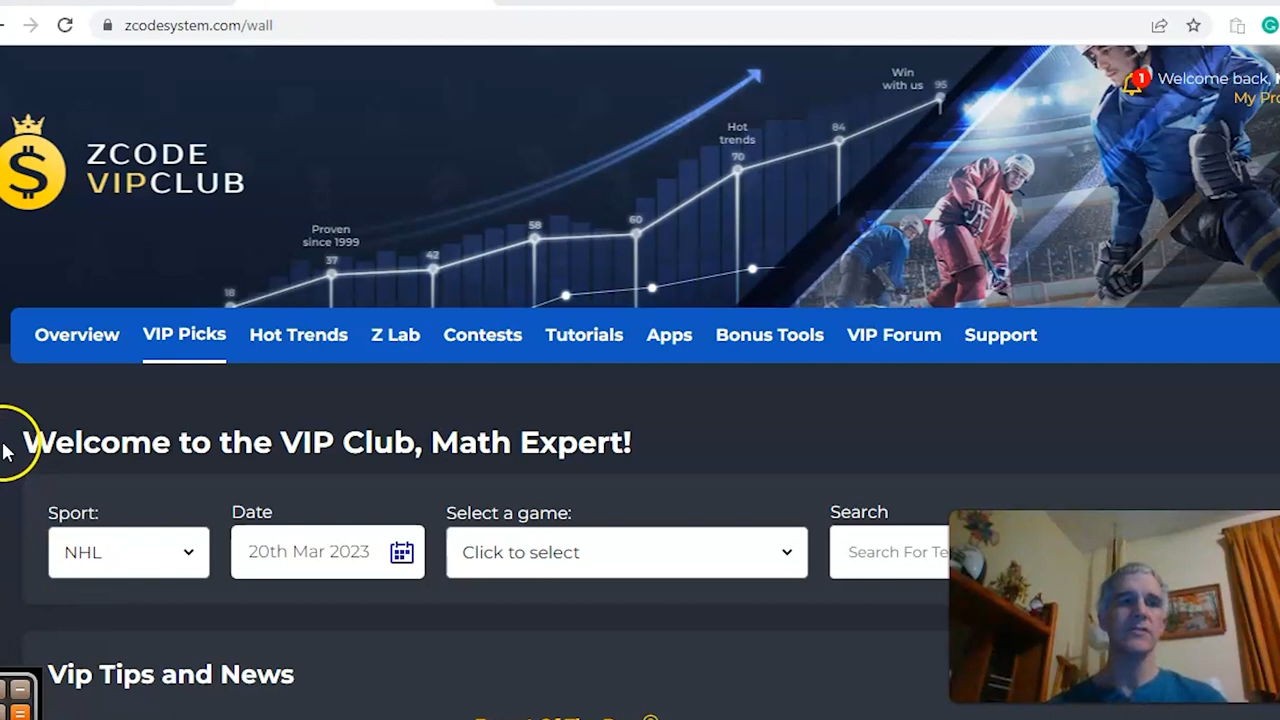 zcodesystem.com/wall
Win
with us
95
1
Welcome back,
My Pro
Hot
trends
84
70
ZCODE
VIPCLUB
$
Proven
since 1999
60
58
42
37
18
Overview VIP Picks Hot Trends Z Lab Contests Tutorials Apps Bonus Tools VIP Forum Support
Welcome to the VIP Club, Math Expert!
Sport: Date Select a game: Search
NHL 20th Mar 2023 Click to select Search For Te
Vip Tips and News